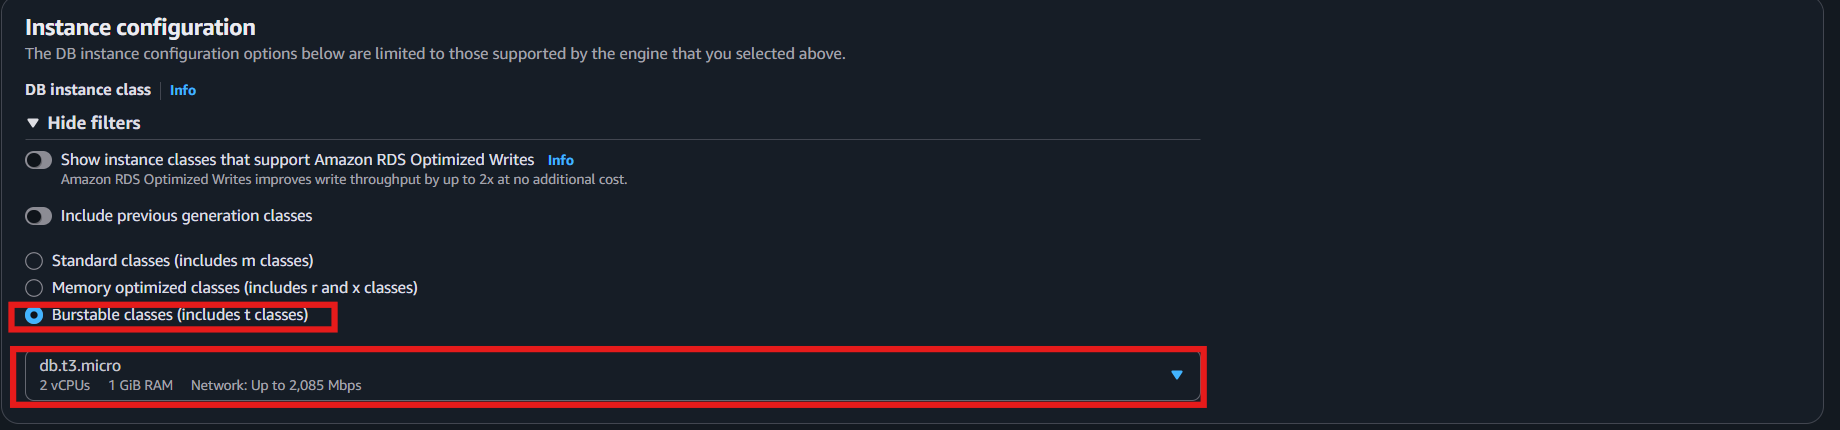 Instance configuration
The DB instance configuration options below are limited to those supported by the engine that you selected above.
DB instance class Info
Hide filters
Show instance classes that support Amazon RDS Optimized Writes Info
Amazon RDS Optimized Writes improves write throughput by up to 2x at no additional cost.
Include previous generation classes
Standard classes (includes m classes)
Memory optimized classes (includes r and x classes)
Burstable classes (includes t classes)
db.t3.micro
2 vCPUs 1 GiB RAM Network: Up to 2,085 Mbps